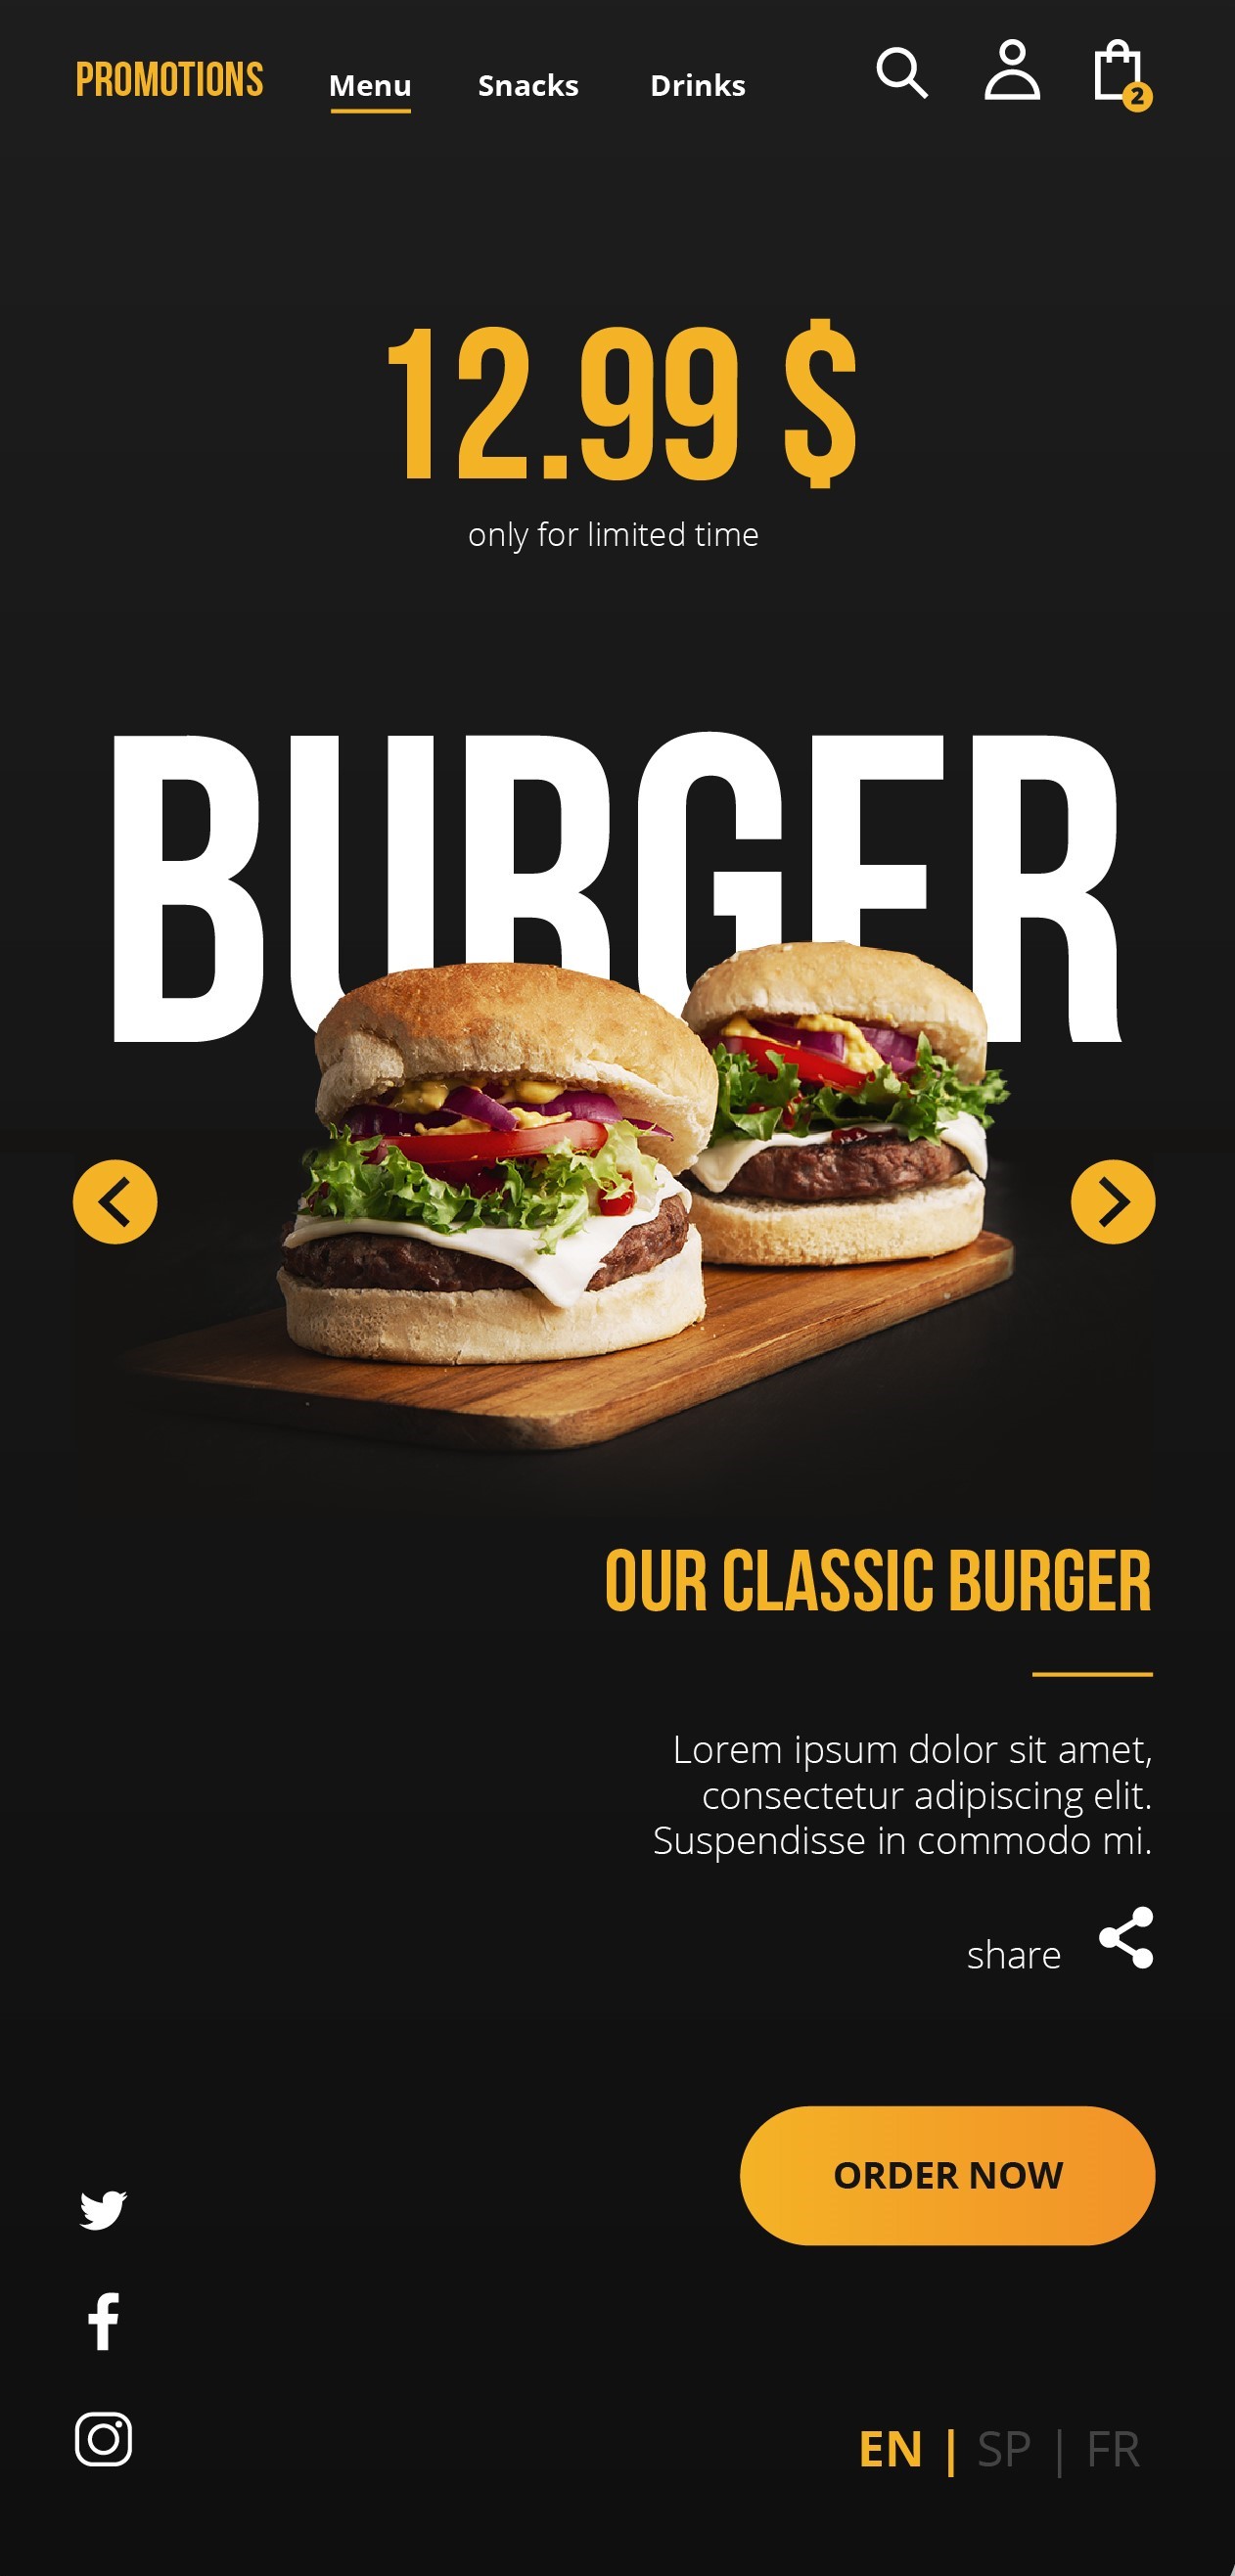 PROMOTIONS Menu Snacks Drinks
2
12.99 $
only for limited time
BURGER
OUR CLASSIC BURGER
Lorem ipsum dolor sit amet,
consectetur adipiscing elit.
Suspendisse in commodo mi.
share
ORDER NOW
EN | SP | FR